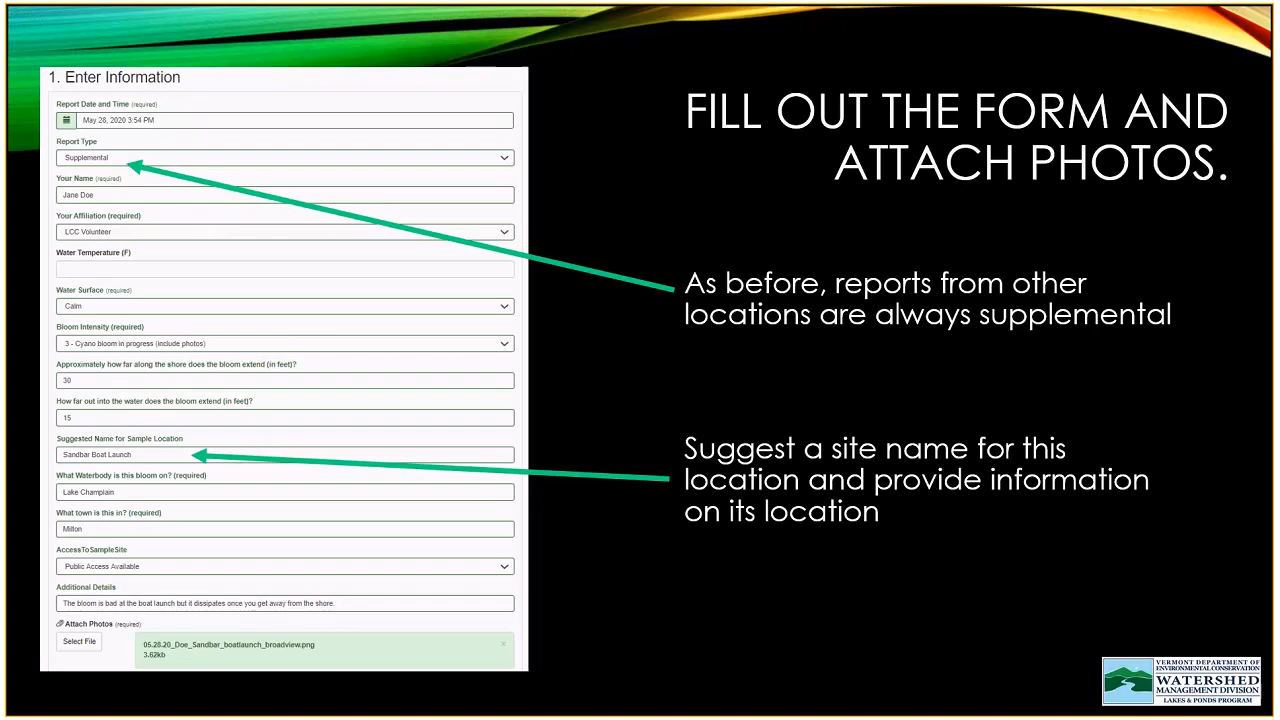 1. Enter Information
Report Date and Time (required)
May 28, 2020 3:54 PM
Report Type
Supplemental
Your Name (required)
Jane Doe
Your Affiliation (required)
LCC Volunteer
Water Temperature (F)
Water Surface (required)
Calm
Bloom Intensity (required)
3 - Cyano bloom in progress (include photos)
Approximately how far along the shore does the bloom extend (in feet)?
30
How far out into the water does the bloom extend (in feet)?
15
Suggested Name for Sample Location
Sandbar Boat Launch
What Waterbody is this bloom on? (required)
Lake Champlain
What town is this in? (required)
Milton
AccessToSampleSite
Public Access Available
Additional Details
The bloom is bad at the boat launch but it dissipates once you get away from the shore.
Attach Photos (required)
Select File
05.28.20_Doe_Sandbar_boatlaunch_broadview.png
3.62kb
x
FILL OUT THE FORM AND
ATTACH PHOTOS.
As before, reports from other
locations are always supplemental
Suggest a site name for this
location and provide information
on its location
VERMONT DEPARTMENT OF
ENVIRONMENTAL CONSERVATION
WATERSHED
MANAGEMENT DIVISION
LAKES & PONDS PROGRAM